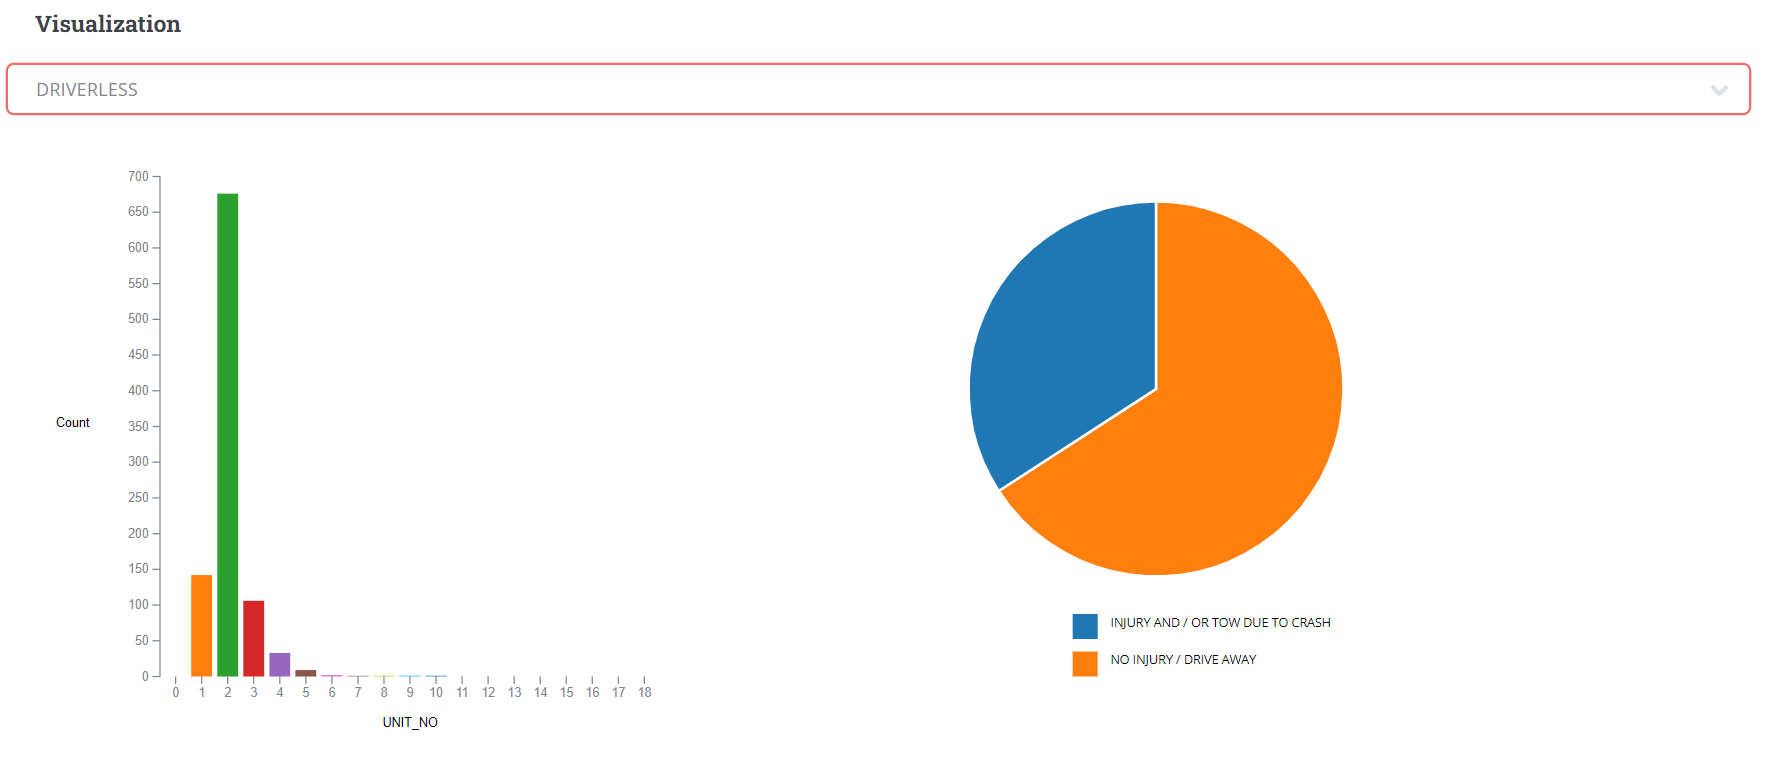 Visualization
DRIVERLESS
700
650
600
550
500
450
400
350
300
250
200
150
100
50
0
Count
0 1 2 3 4 5 6 7 8 9 10 11 12 13 14 15 16 17 18
UNIT_NO
INJURY AND / OR TOW DUE TO CRASH
NO INJURY / DRIVE AWAY